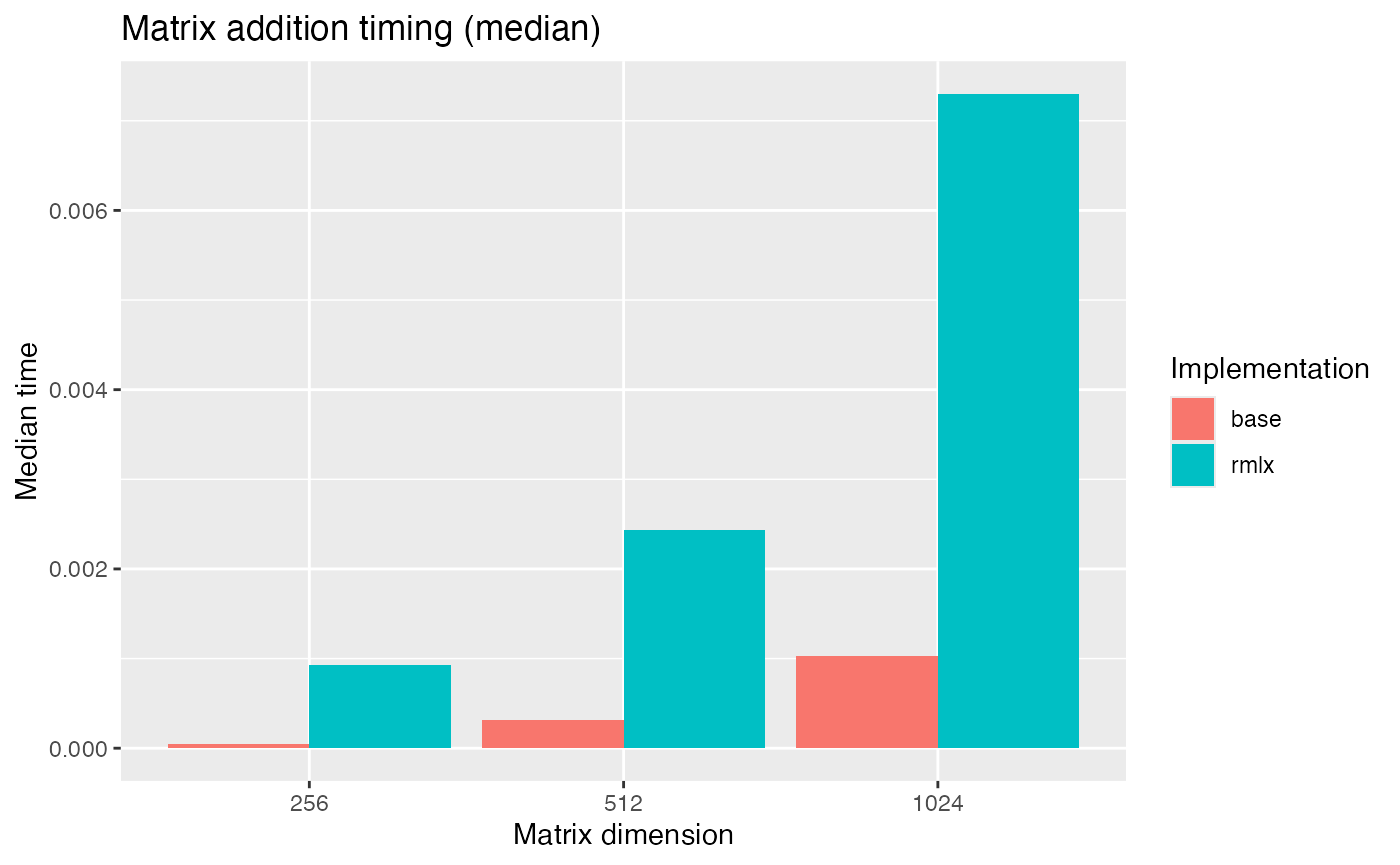 Matrix addition timing (median)
Median time
0.006
0.004
0.002
0.000
256 512 1024
Matrix dimension
Implementation
base
rmlx